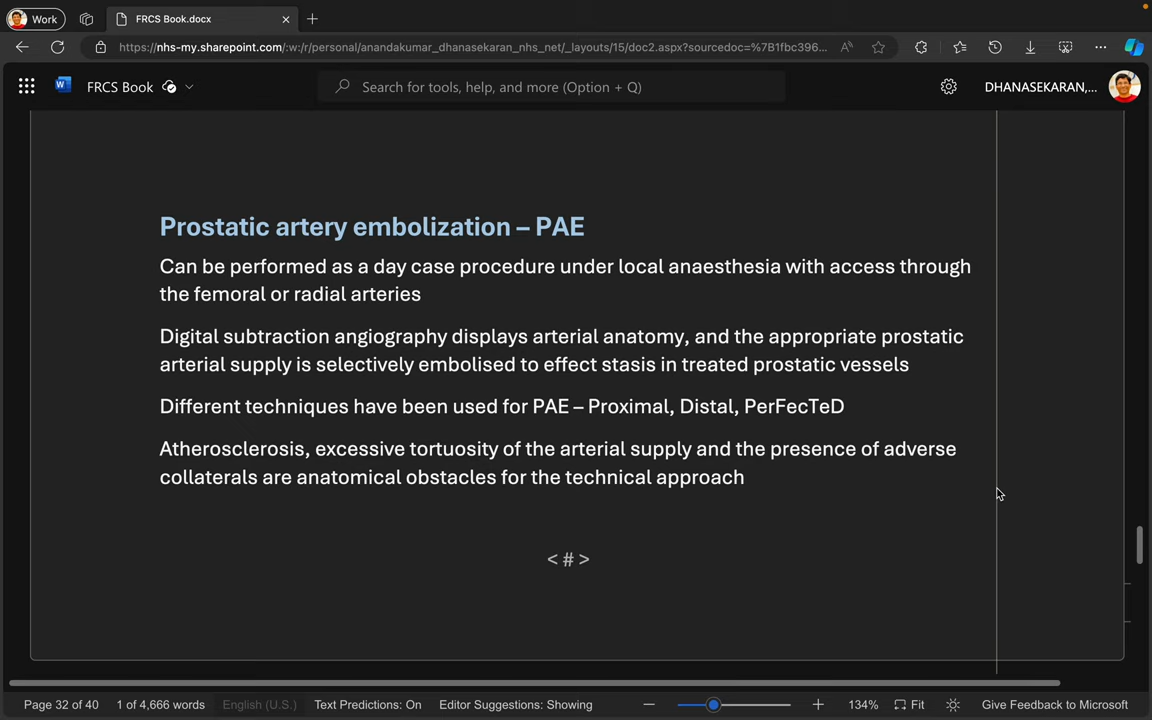 Work
FRCS Book.docx
https://nhs-my.sharepoint.com/:w:/r/personal/anandakumar_dhanasekaran_nhs_net/_layouts/15/doc2.aspx?sourcedoc=%7B1fbc396...
FRCS Book
Search for tools, help, and more (Option + Q)
DHANASEKARAN,...
Prostatic artery embolization – PAE
Can be performed as a day case procedure under local anaesthesia with access through
the femoral or radial arteries
Digital subtraction angiography displays arterial anatomy, and the appropriate prostatic
arterial supply is selectively embolised to effect stasis in treated prostatic vessels
Different techniques have been used for PAE – Proximal, Distal, PerFecTeD
Atherosclerosis, excessive tortuosity of the arterial supply and the presence of adverse
collaterals are anatomical obstacles for the technical approach
< # >
Page 32 of 40 1 of 4,666 words English (U.S.) Text Predictions: On Editor Suggestions: Showing 134% Fit Give Feedback to Microsoft